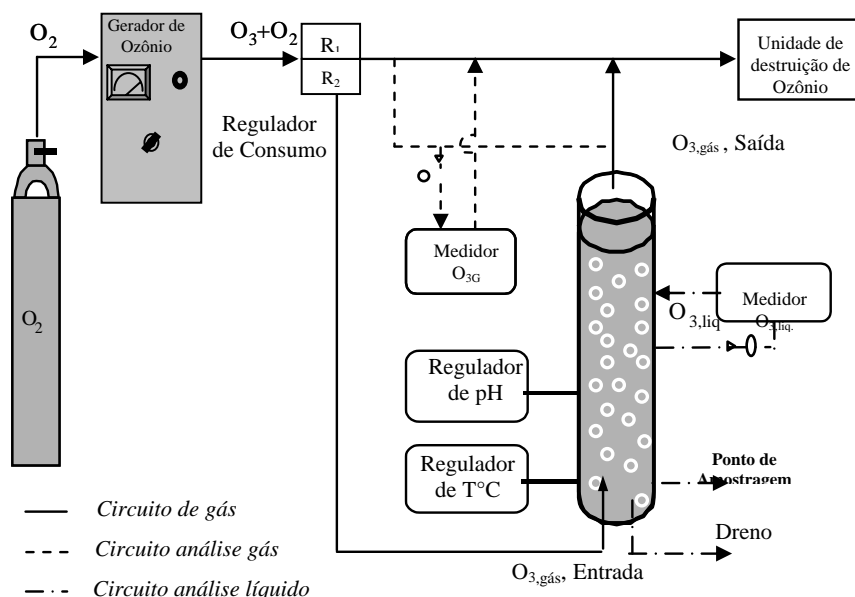 O₂
Gerador de
Ozônio
O₃+O₂
R₁
R₂
Unidade de
destruição de
Ozônio
Regulador
de Consumo
O₃,gás , Saída
Medidor
O₃G
O₂
Medidor
O₃,liq.
O₃,liq
Regulador
de pH
Regulador
de T°C
Ponto de
Amostragem
Circuito de gás
Dreno
Circuito análise gás
O₃,gás, Entrada
Circuito análise líquido